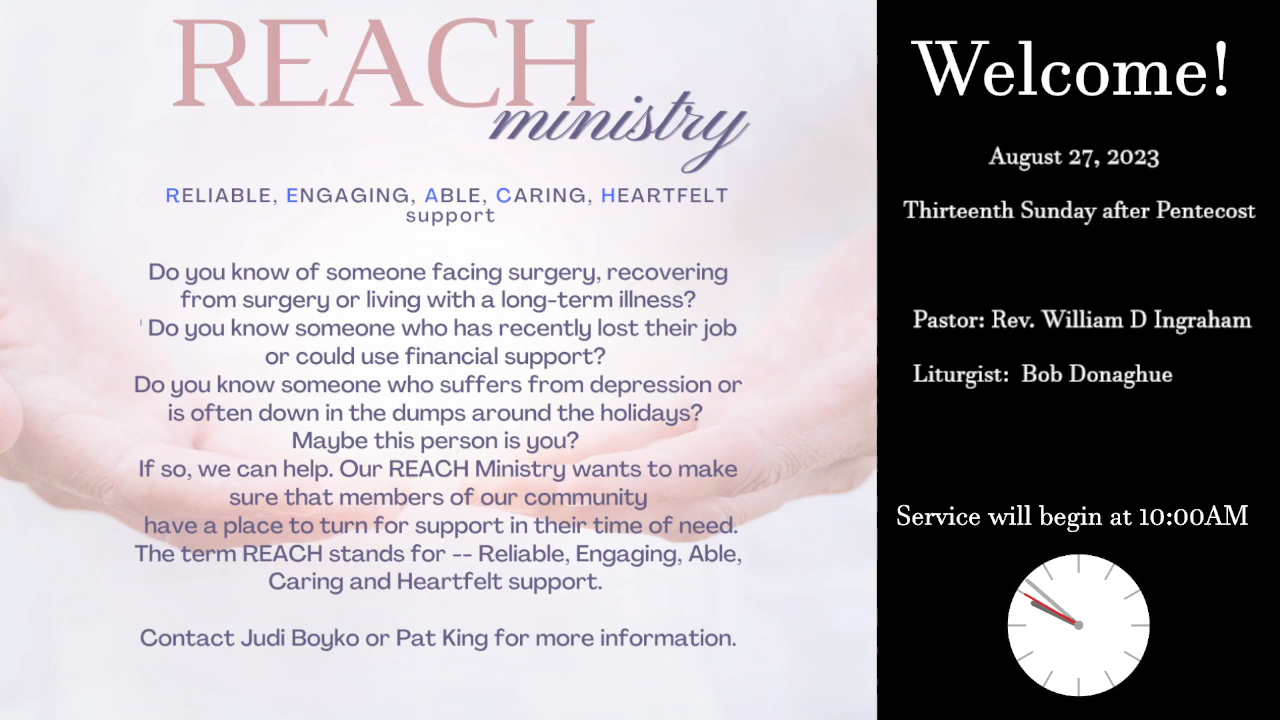 REACH
ministry
RELIABLE, ENGAGING, ABLE, CARING, HEARTFELT
support
Do you know of someone facing surgery, recovering
from surgery or living with a long-term illness?
' Do you know someone who has recently lost their job
or could use financial support?
Do you know someone who suffers from depression or
is often down in the dumps around the holidays?
Maybe this person is you?
If so, we can help. Our REACH Ministry wants to make
sure that members of our community
have a place to turn for support in their time of need.
The term REACH stands for -- Reliable, Engaging, Able,
Caring and Heartfelt support.
Contact Judi Boyko or Pat King for more information.
Welcome!
August 27, 2023
Thirteenth Sunday after Pentecost
Pastor: Rev. William D Ingraham
Liturgist:  Bob Donaghue
Service will begin at 10:00AM